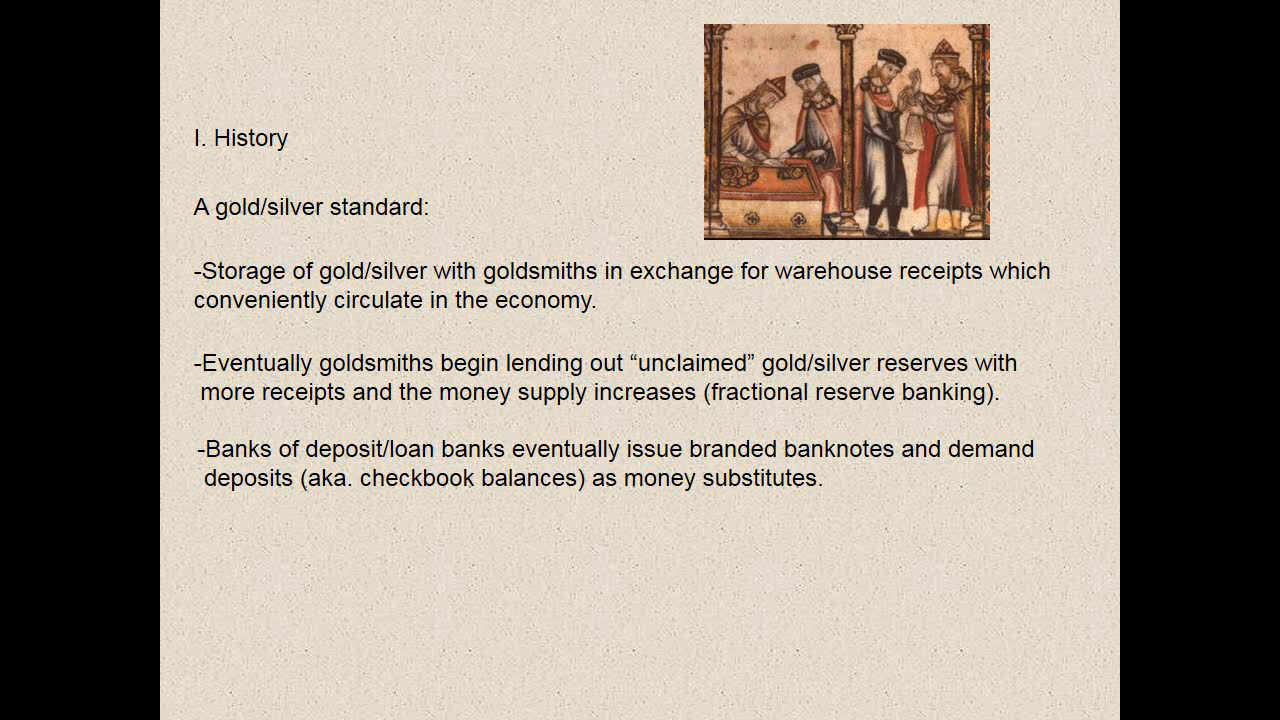 I. History
A gold/silver standard:
-Storage of gold/silver with goldsmiths in exchange for warehouse receipts which
conveniently circulate in the economy.
-Eventually goldsmiths begin lending out “unclaimed” gold/silver reserves with
more receipts and the money supply increases (fractional reserve banking).
-Banks of deposit/loan banks eventually issue branded banknotes and demand
deposits (aka. checkbook balances) as money substitutes.